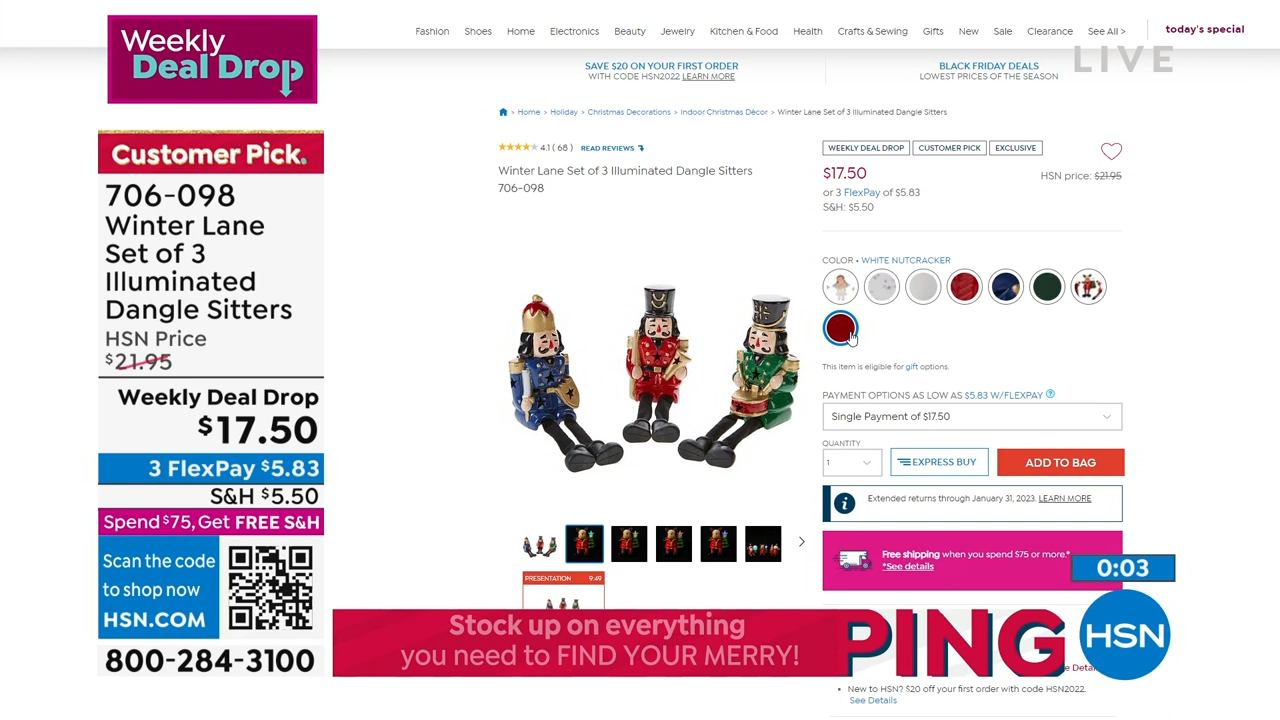 Weekly
Deal Drop
Fashion Shoes Home Electronics Beauty Jewelry Kitchen & Food Health Crafts & Sewing Gifts New Sale Clearance See All >
today's special
LIVE
SAVE $20 ON YOUR FIRST ORDER
WITH CODE HSN2022 LEARN MORE
BLACK FRIDAY DEALS
LOWEST PRICES OF THE SEASON
> Home > Holiday > Christmas Decorations > Indoor Christmas Décor > Winter Lane Set of 3 Illuminated Dangle Sitters
Customer Pick.
706-098
Winter Lane
Set of 3
Illuminated
Dangle Sitters
HSN Price
$21.95
Weekly Deal Drop
$17.50
3 FlexPay $5.83
S&H $5.50
Spend $75, Get FREE S&H
Scan the code
to shop now
HSN.COM
800-284-3100
4.1 ( 68 ) READ REVIEWS
Winter Lane Set of 3 Illuminated Dangle Sitters
706-098
WEEKLY DEAL DROP CUSTOMER PICK EXCLUSIVE
$17.50
HSN price: $21.95
or 3 FlexPay of $5.83
S&H: $5.50
COLOR • WHITE NUTCRACKER
This item is eligible for gift options.
PAYMENT OPTIONS AS LOW AS $5.83 W/FLEXPAY ?
Single Payment of $17.50
QUANTITY
1
EXPRESS BUY
ADD TO BAG
i
Extended returns through January 31, 2023. LEARN MORE
Free shipping when you spend $75 or more.*
*See details
PRESENTATION 9:49
0:03
Stock up on everything
you need to FIND YOUR MERRY!
PING
HSN
• New to HSN? $20 off your first order with code HSN2022.
See Details